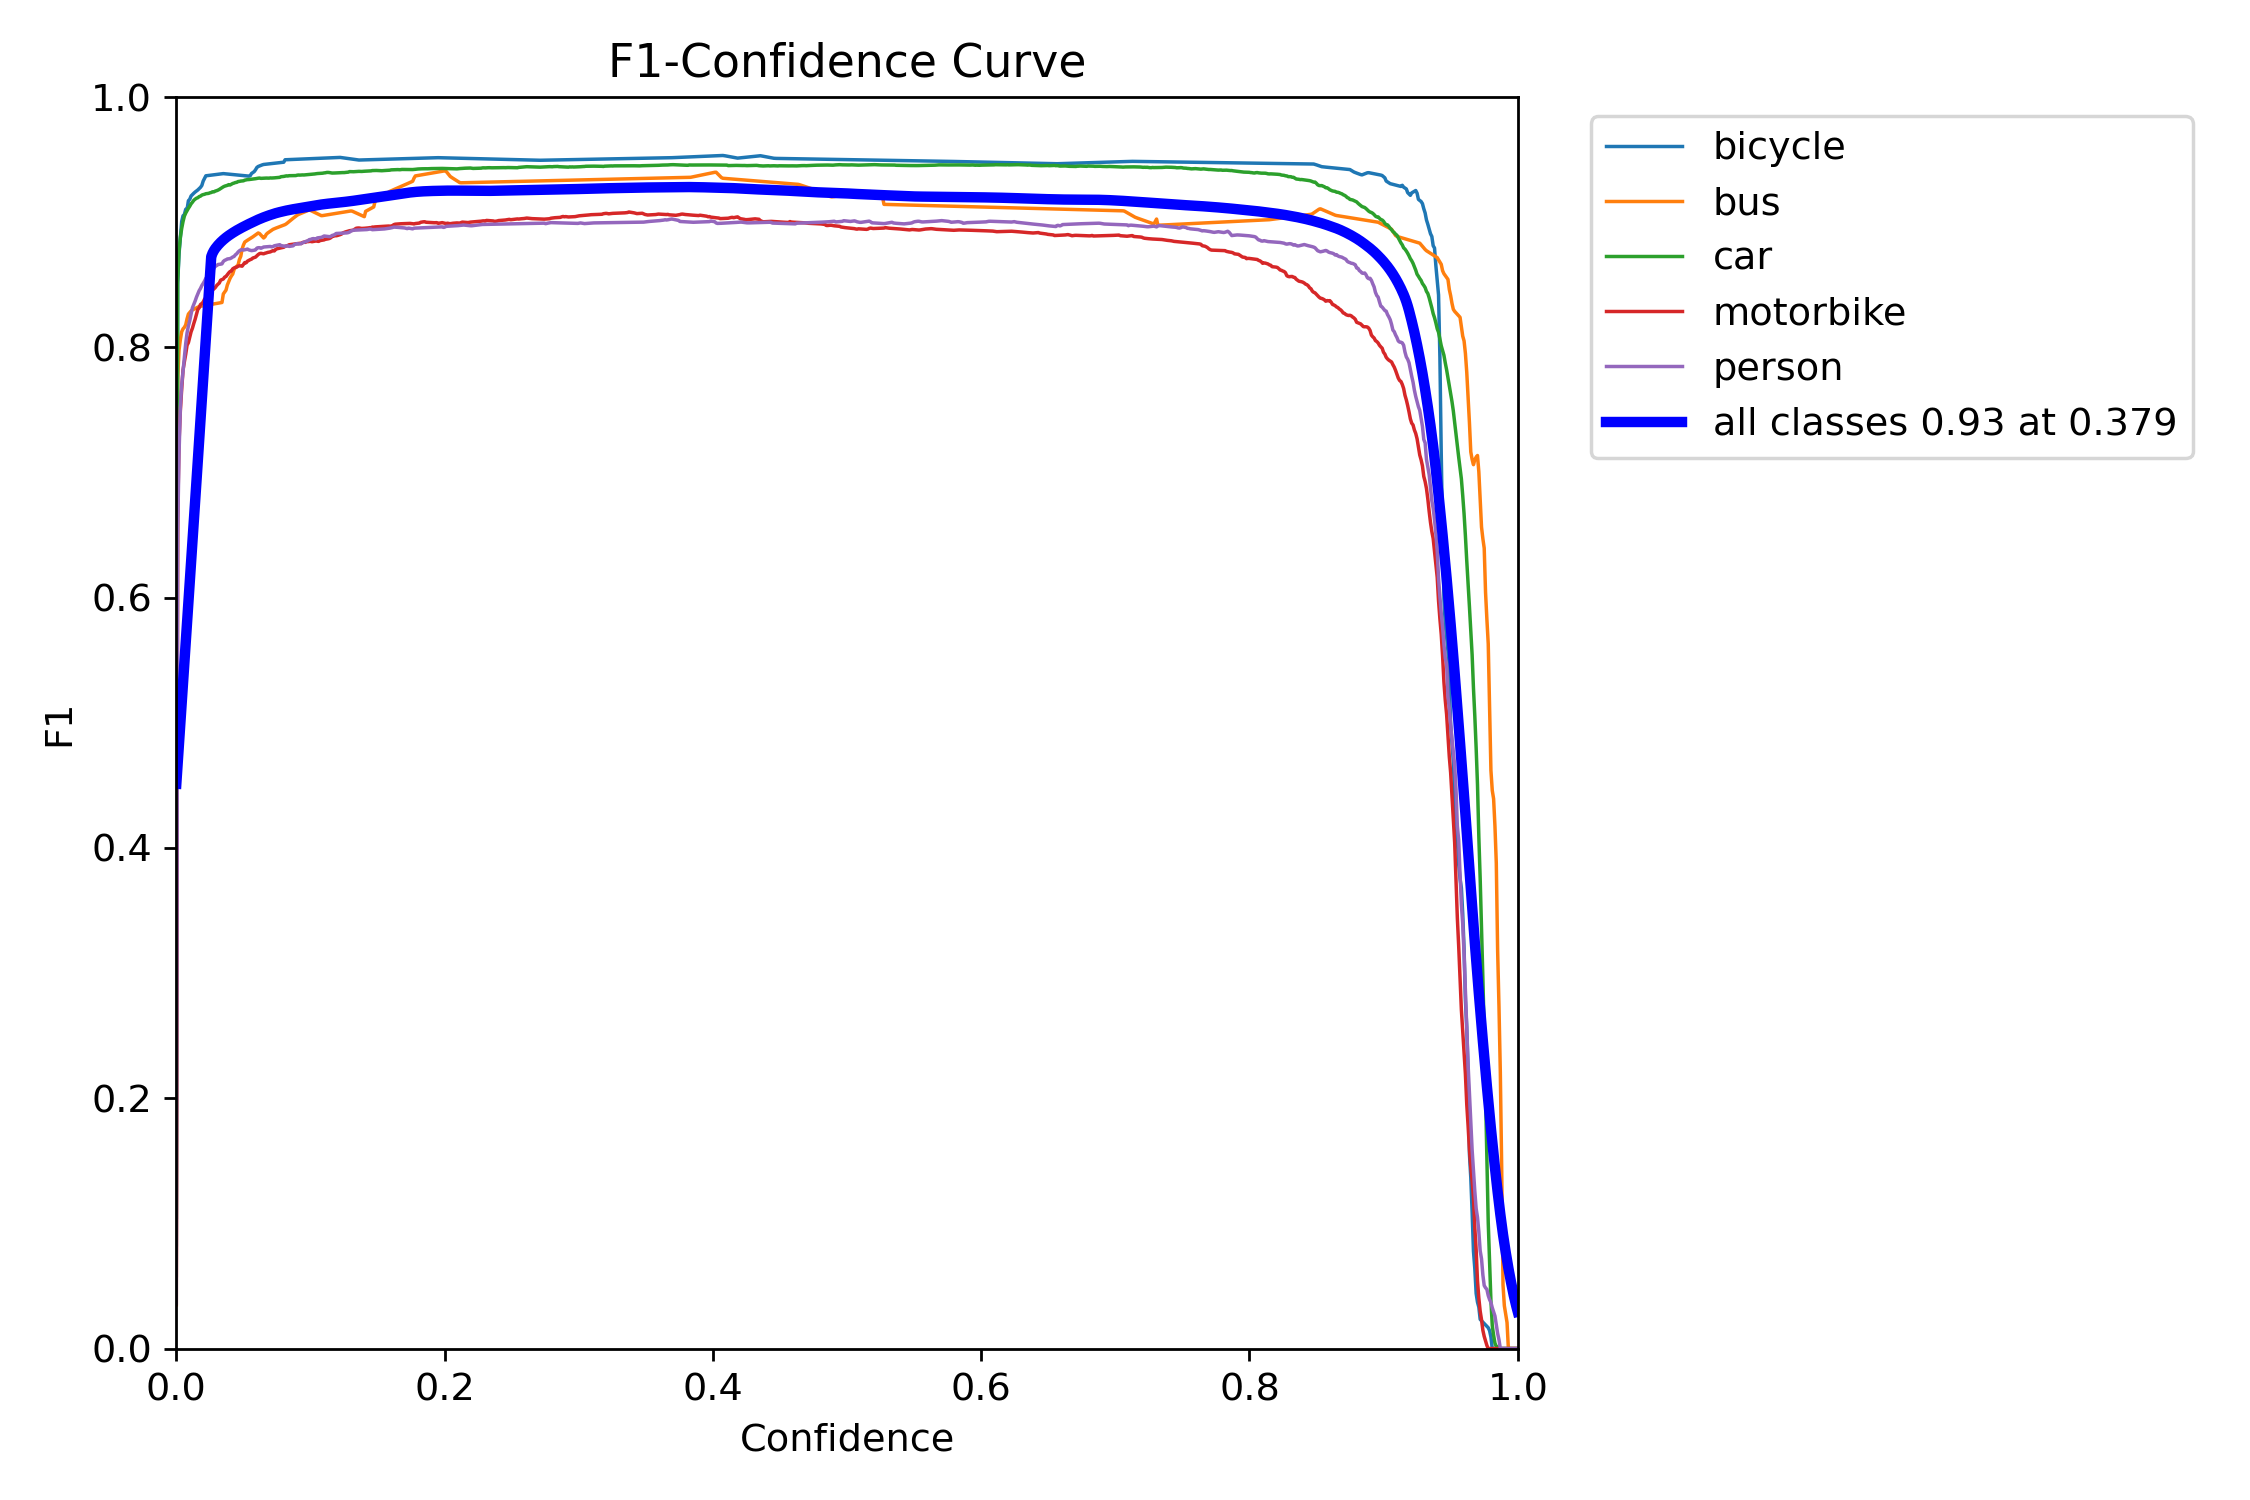 F1-Confidence Curve
1.0
0.8
0.6
0.4
0.2
0.0
F1
0.0 0.2 0.4 0.6 0.8 1.0
Confidence
bicycle
bus
car
motorbike
person
all classes 0.93 at 0.379